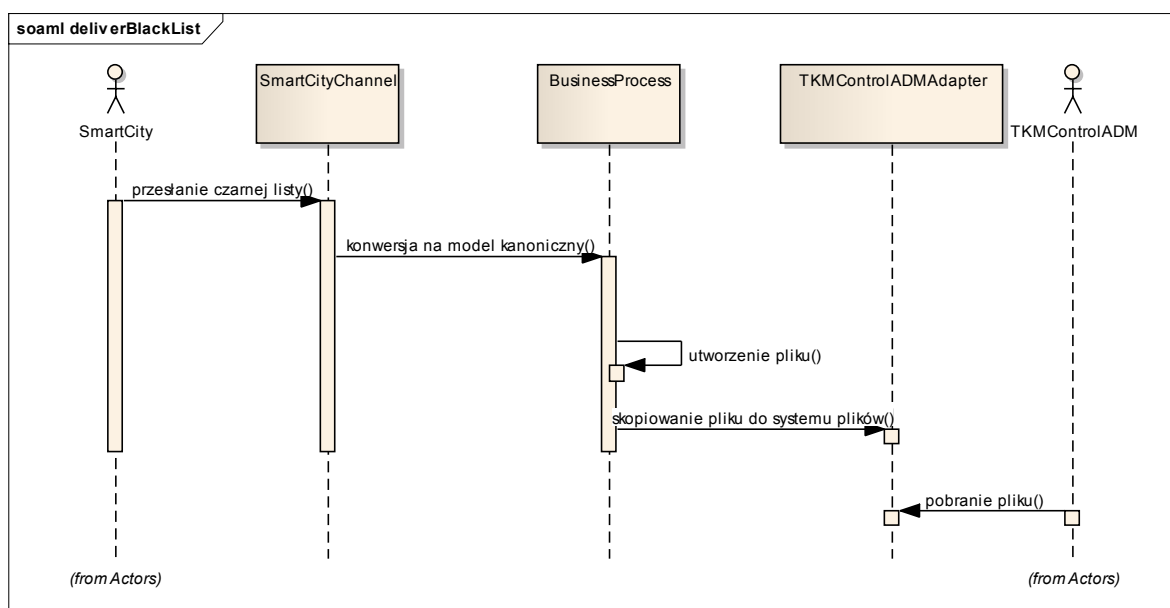 soaml deliverBlackList
SmartCity
SmartCityChannel
BusinessProcess
TKMControlADMAdapter
TKMControlADM
przesłanie czarnej listy()
konwersja na model kanoniczny()
utworzenie pliku()
skopiowanie pliku do systemu plików()
pobranie pliku()
(from Actors)
(from Actors)